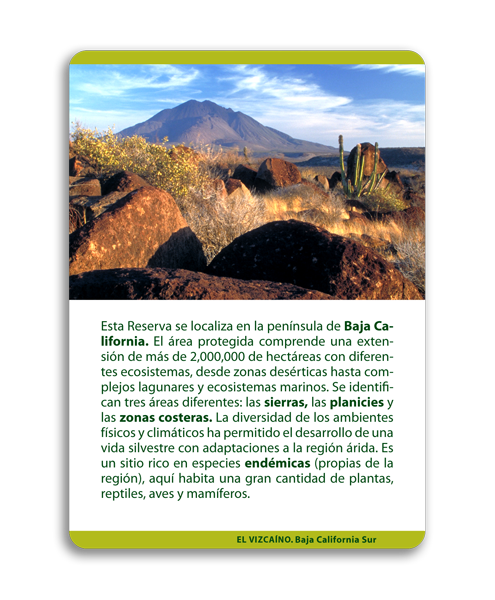 Esta Reserva se localiza en la península de Baja Ca-
lifornia. El área protegida comprende una exten-
sión de más de 2,000,000 de hectáreas con diferen-
tes ecosistemas, desde zonas desérticas hasta com-
plejos lagunares y ecosistemas marinos. Se identifi-
can tres áreas diferentes: las sierras, las planicies y
las zonas costeras. La diversidad de los ambientes
físicos y climáticos ha permitido el desarrollo de una
vida silvestre con adaptaciones a la región árida. Es
un sitio rico en especies endémicas (propias de la
región), aquí habita una gran cantidad de plantas,
reptiles, aves y mamíferos.
EL VIZCAÍNO. Baja California Sur